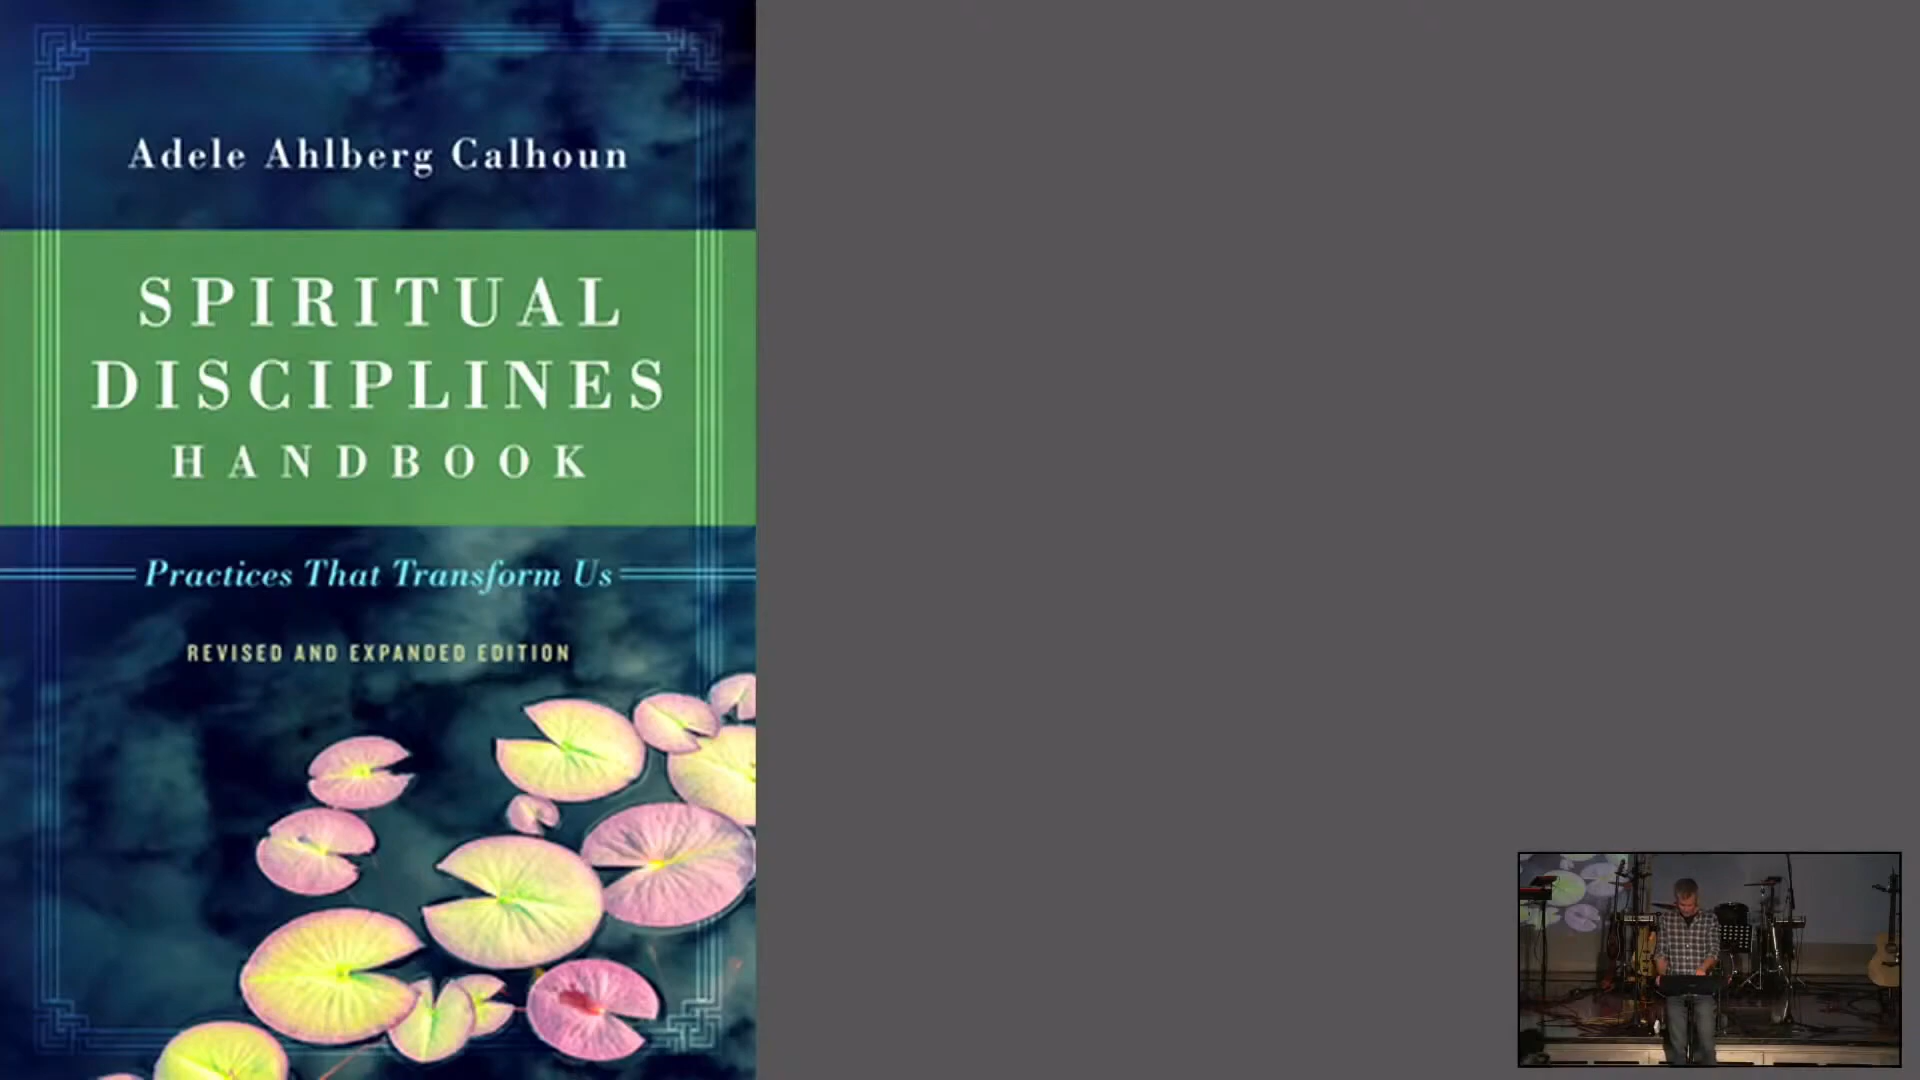 Adele Ahlberg Calhoun
SPIRITUAL
DISCIPLINES
HANDBOOK
Practices That Transform Us
REVISED AND EXPANDED EDITION